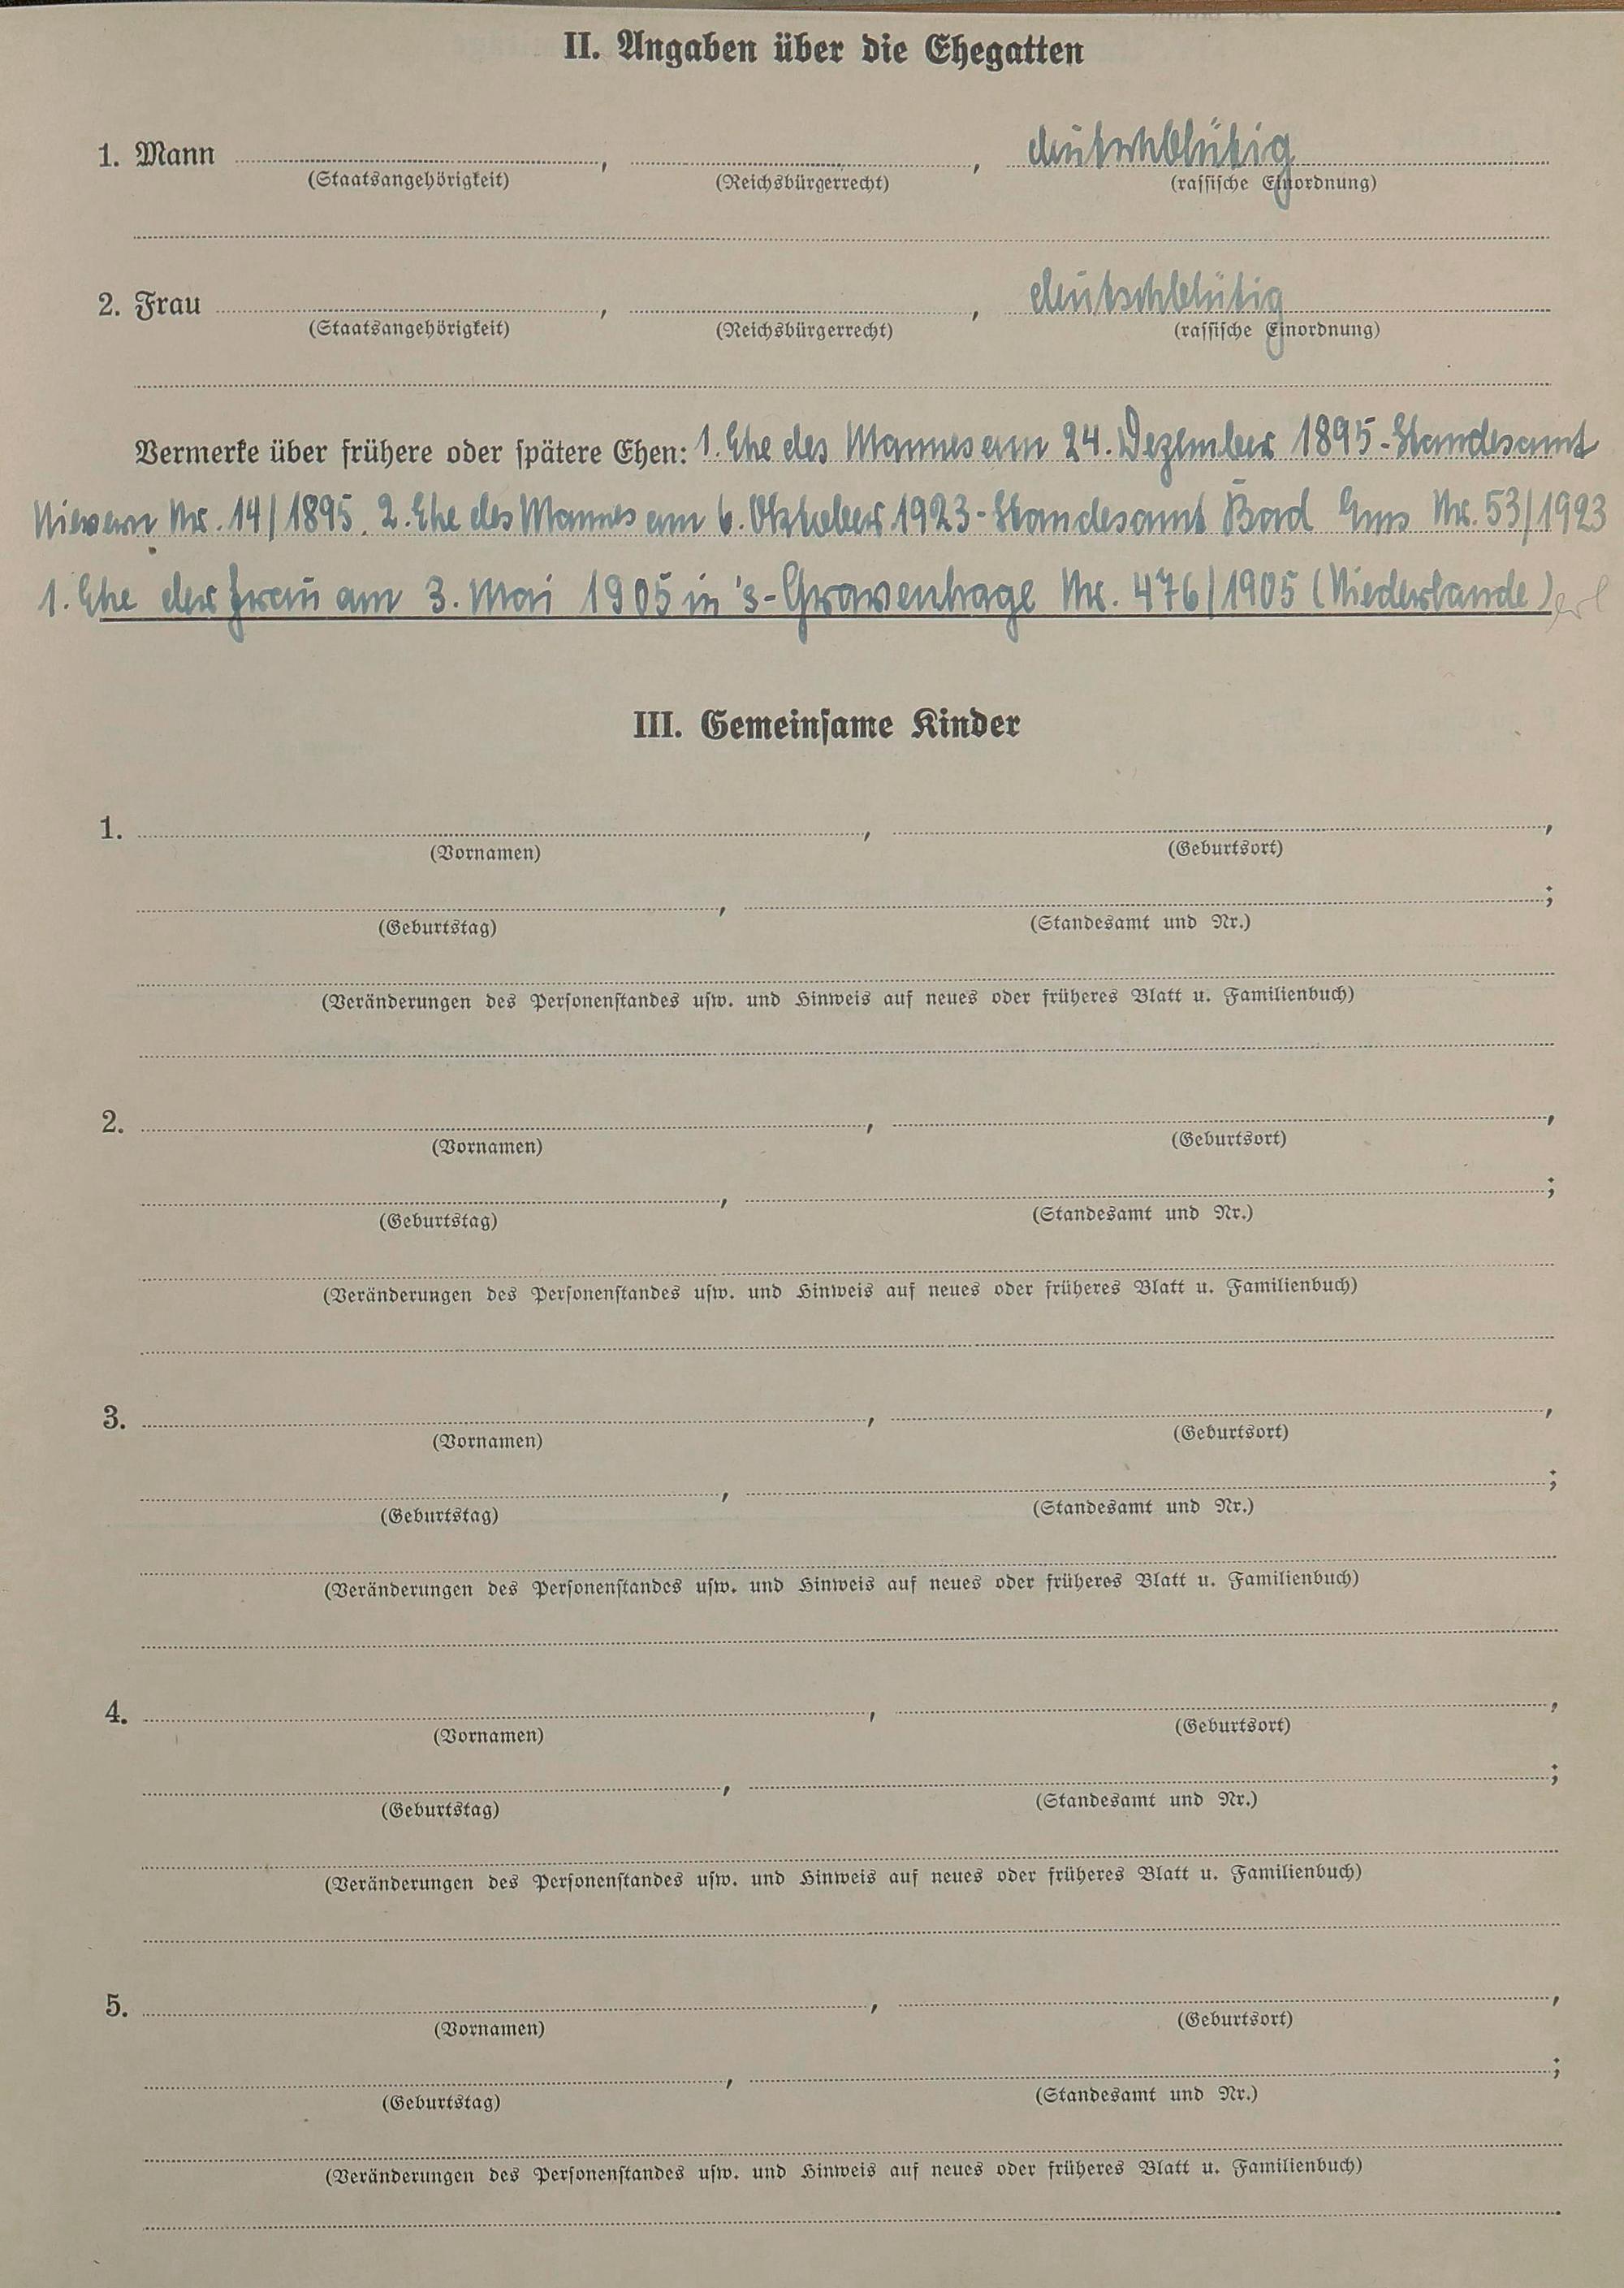 II. Angaben über die Ehegatten
1. Mann , , deutschblütig
(Staatsangehörigkeit) (Reichsbürgerrecht) (rassische Einordnung)
2. Frau , , deutschblütig
(Staatsangehörigkeit) (Reichsbürgerrecht) (rassische Einordnung)
Vermerke über frühere oder spätere Ehen: 1. Ehe des Mannes am 24. Dezember 1895 - Standesamt
Nievern Nr. 14/1895. 2. Ehe des Mannes am 6. Oktober 1923 - Standesamt Bad Ems Nr. 53/1923
1. Ehe der Frau am 3. Mai 1905 in 's-Gravenhage Nr. 476/1905 (Niederlande) erl
III. Gemeinsame Kinder
1. , ,
(Vornamen) (Geburtsort)
, ;
(Geburtstag) (Standesamt und Nr.)
(Veränderungen des Personenstandes usw. und Hinweis auf neues oder früheres Blatt u. Familienbuch)
2. , ,
(Vornamen) (Geburtsort)
, ;
(Geburtstag) (Standesamt und Nr.)
(Veränderungen des Personenstandes usw. und Hinweis auf neues oder früheres Blatt u. Familienbuch)
3. , ,
(Vornamen) (Geburtsort)
, ;
(Geburtstag) (Standesamt und Nr.)
(Veränderungen des Personenstandes usw. und Hinweis auf neues oder früheres Blatt u. Familienbuch)
4. , ,
(Vornamen) (Geburtsort)
, ;
(Geburtstag) (Standesamt und Nr.)
(Veränderungen des Personenstandes usw. und Hinweis auf neues oder früheres Blatt u. Familienbuch)
5. , ,
(Vornamen) (Geburtsort)
, ;
(Geburtstag) (Standesamt und Nr.)
(Veränderungen des Personenstandes usw. und Hinweis auf neues oder früheres Blatt u. Familienbuch)